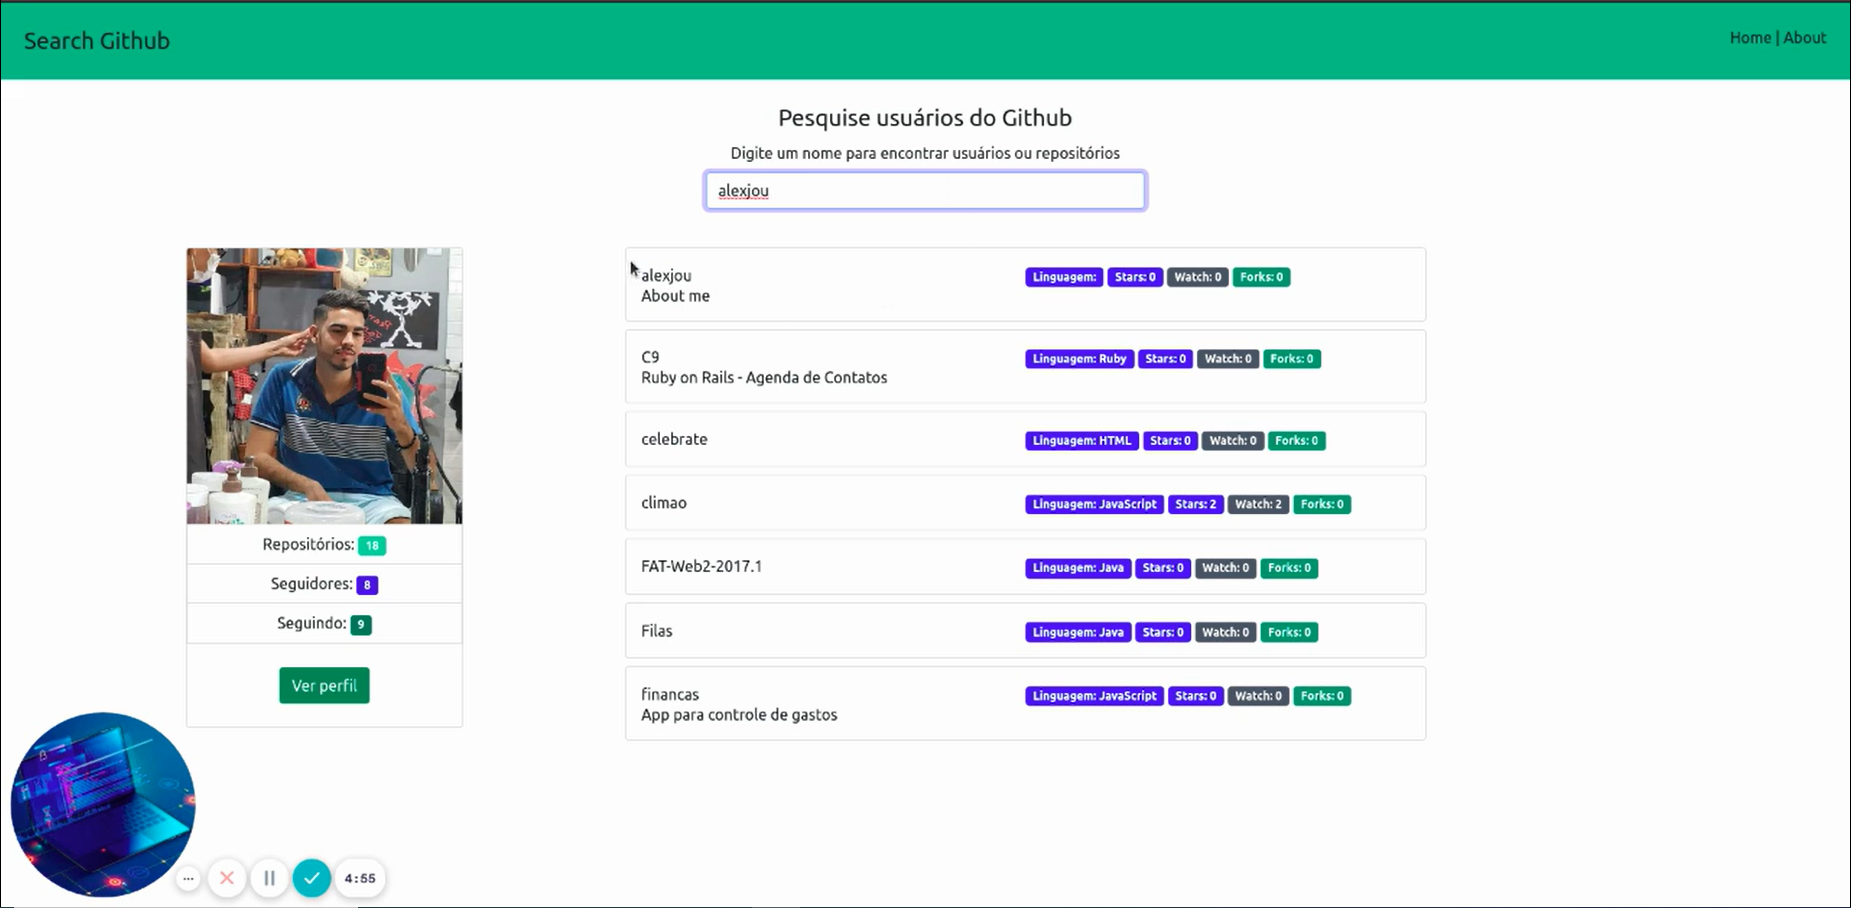 Search Github
Home | About
Pesquise usuários do Github
Digite um nome para encontrar usuários ou repositórios
alexjou
alexjou
About me
Linguagem: Stars: 0 Watch: 0 Forks: 0
C9
Ruby on Rails - Agenda de Contatos
Linguagem: Ruby Stars: 0 Watch: 0 Forks: 0
celebrate
Linguagem: HTML Stars: 0 Watch: 0 Forks: 0
climao
Linguagem: JavaScript Stars: 2 Watch: 2 Forks: 0
FAT-Web2-2017.1
Linguagem: Java Stars: 0 Watch: 0 Forks: 0
Filas
Linguagem: Java Stars: 0 Watch: 0 Forks: 0
financas
App para controle de gastos
Linguagem: JavaScript Stars: 0 Watch: 0 Forks: 0
Repositórios: 18
Seguidores: 8
Seguindo: 9
Ver perfil
4:55